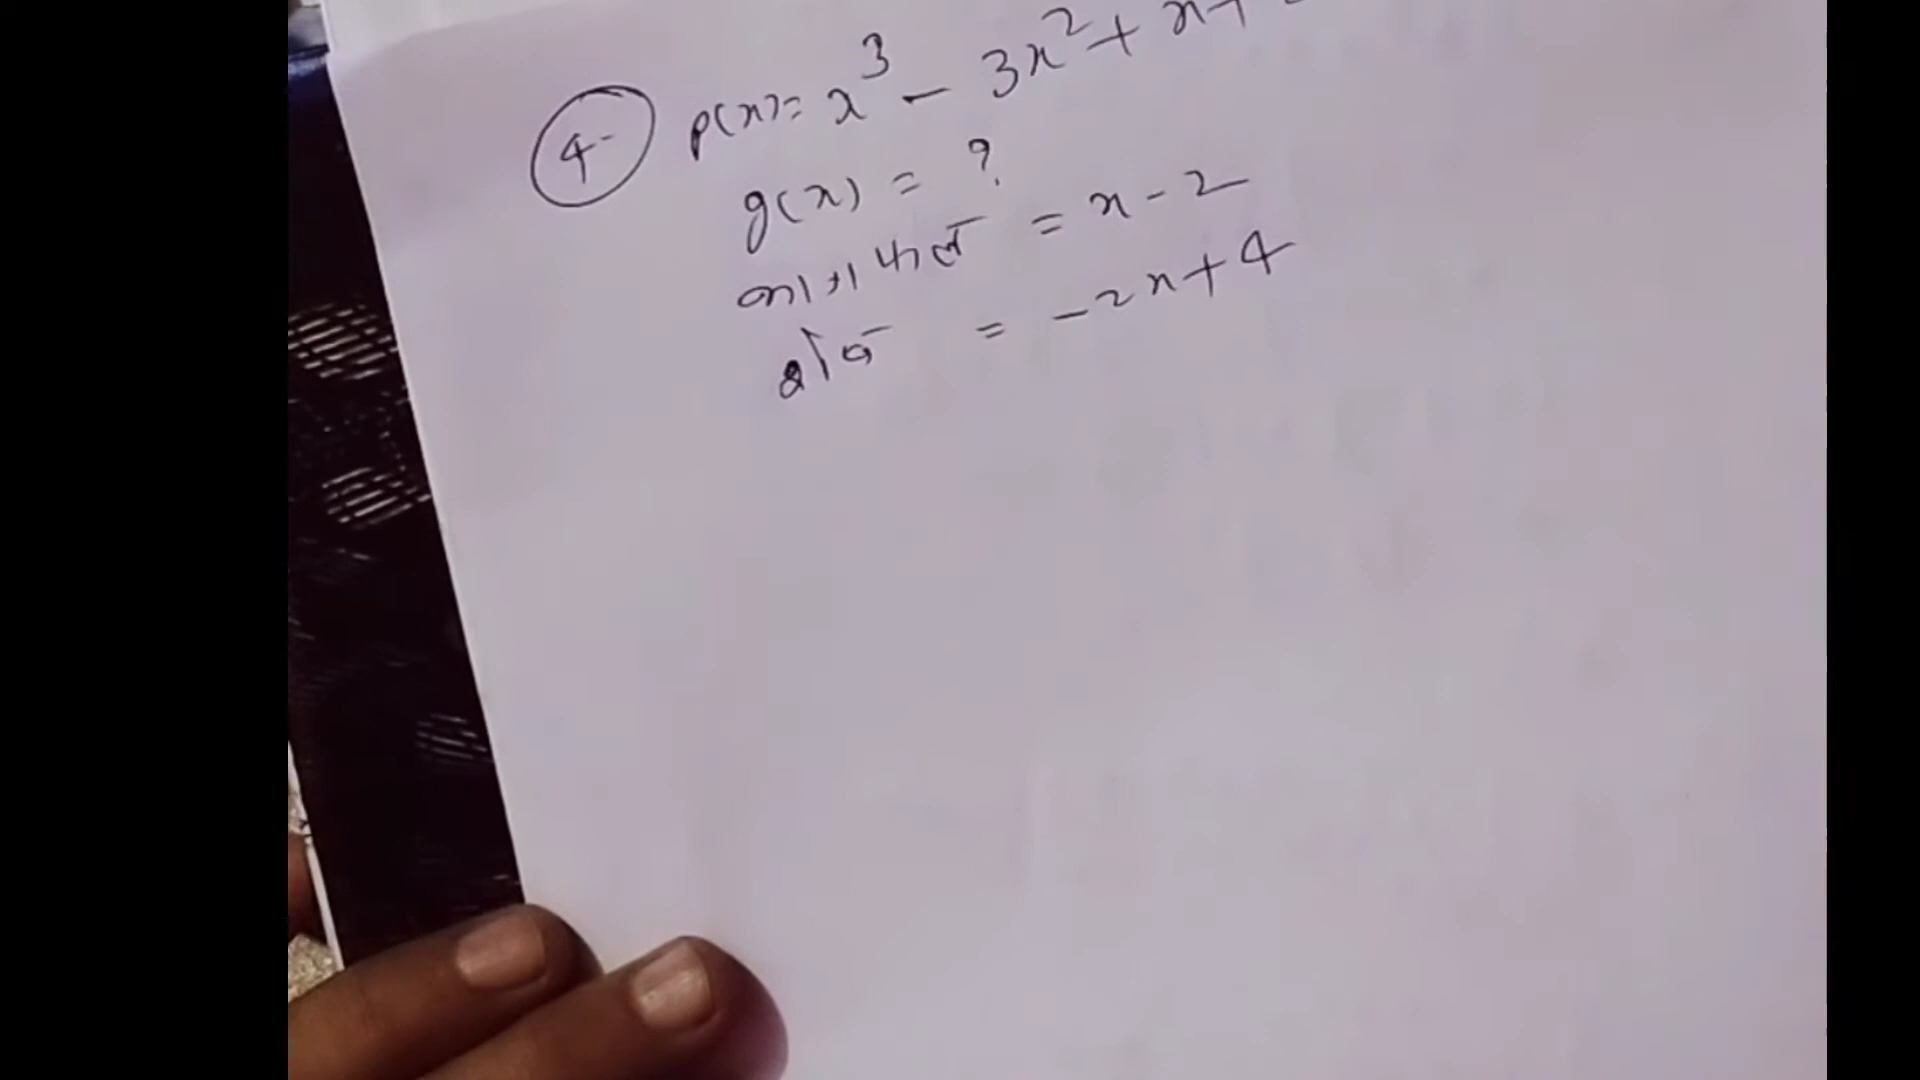 4 p(x) = x³ - 3x² + x +
g(x) = ?
भागफल = x - 2
शेष = -2x + 4